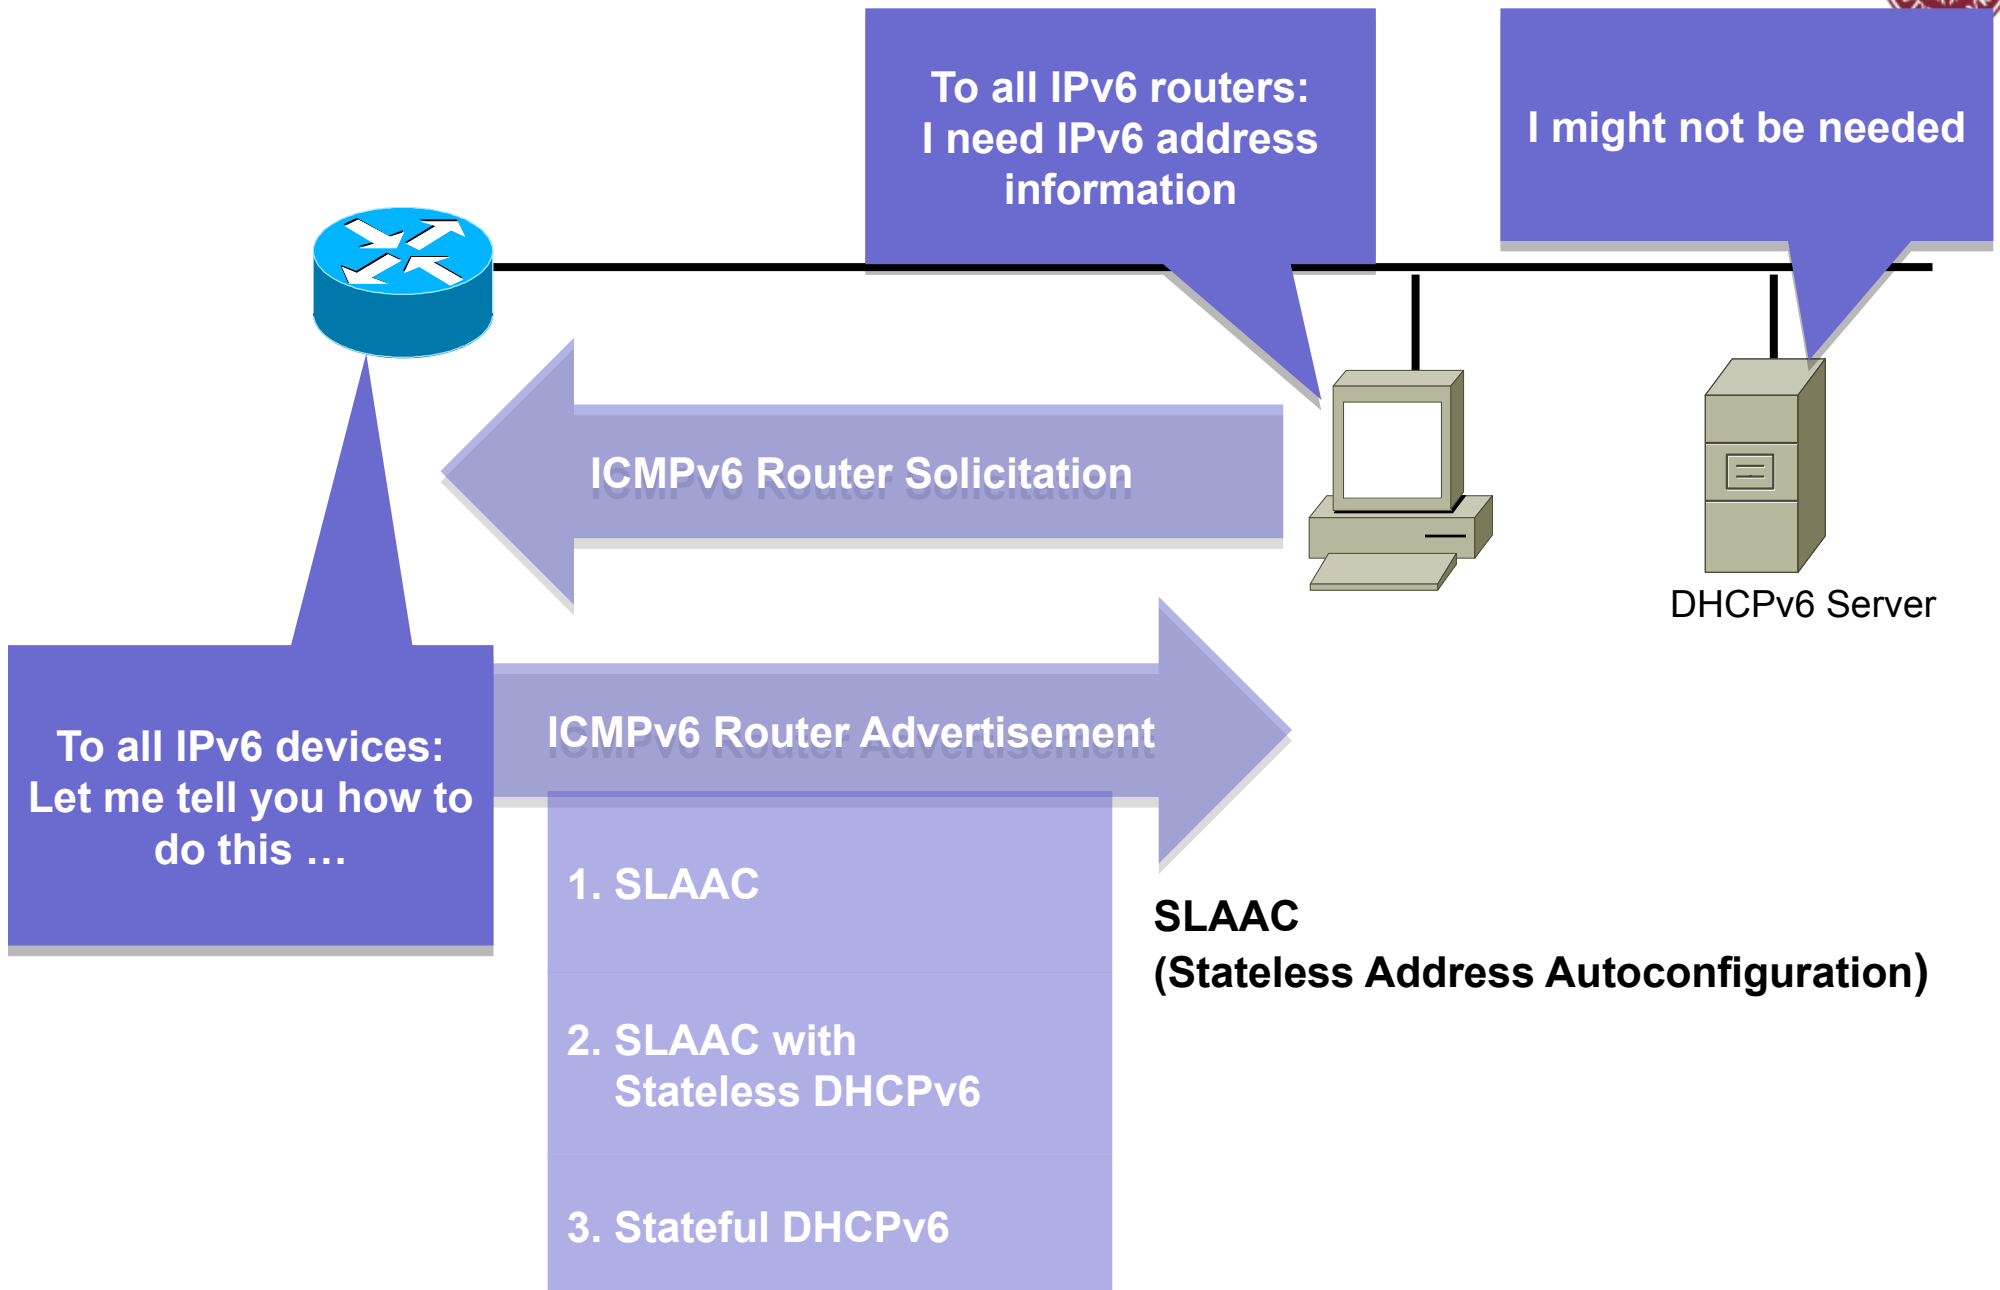 To all IPv6 routers:
I need IPv6 address
information
I might not be needed
ICMPv6 Router Solicitation
DHCPv6 Server
To all IPv6 devices:
Let me tell you how to
do this …
ICMPv6 Router Advertisement
1. SLAAC
2. SLAAC with
Stateless DHCPv6
3. Stateful DHCPv6
SLAAC
(Stateless Address Autoconfiguration)